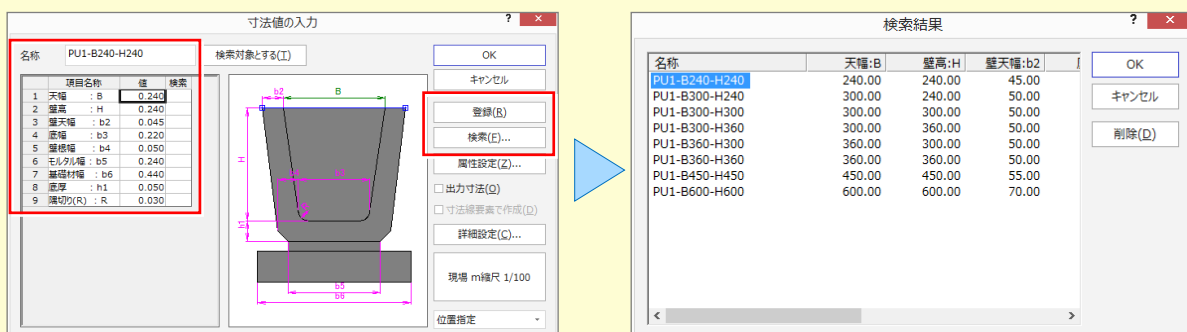 寸法値の入力
? ×
名称 PU1-B240-H240 検索対象とする(T)
項目名称 値 検索
1 天幅 : B 0.240
2 壁高 : H 0.240
3 壁天幅 : b2 0.045
4 底幅 : b3 0.220
5 壁根幅 : b4 0.050
6 モルタル幅 : b5 0.240
7 基礎材幅 : b6 0.440
8 底厚 : h1 0.050
9 隅切り(R) : R 0.030
b2 B
H
b4 b3
R
h1
b5
b6
OK
キャンセル
登録(R)
検索(F)...
属性設定(Z)...
出力寸法(O)
寸法線要素で作成(D)
詳細設定(C)...
現場 m縮尺 1/100
位置指定
検索結果
? ×
名称 天幅:B 壁高:H 壁天幅:b2
PU1-B240-H240 240.00 240.00 45.00
PU1-B300-H240 300.00 240.00 50.00
PU1-B300-H300 300.00 300.00 50.00
PU1-B300-H360 300.00 360.00 50.00
PU1-B360-H300 360.00 300.00 50.00
PU1-B360-H360 360.00 360.00 50.00
PU1-B450-H450 450.00 450.00 55.00
PU1-B600-H600 600.00 600.00 70.00
OK
キャンセル
削除(D)